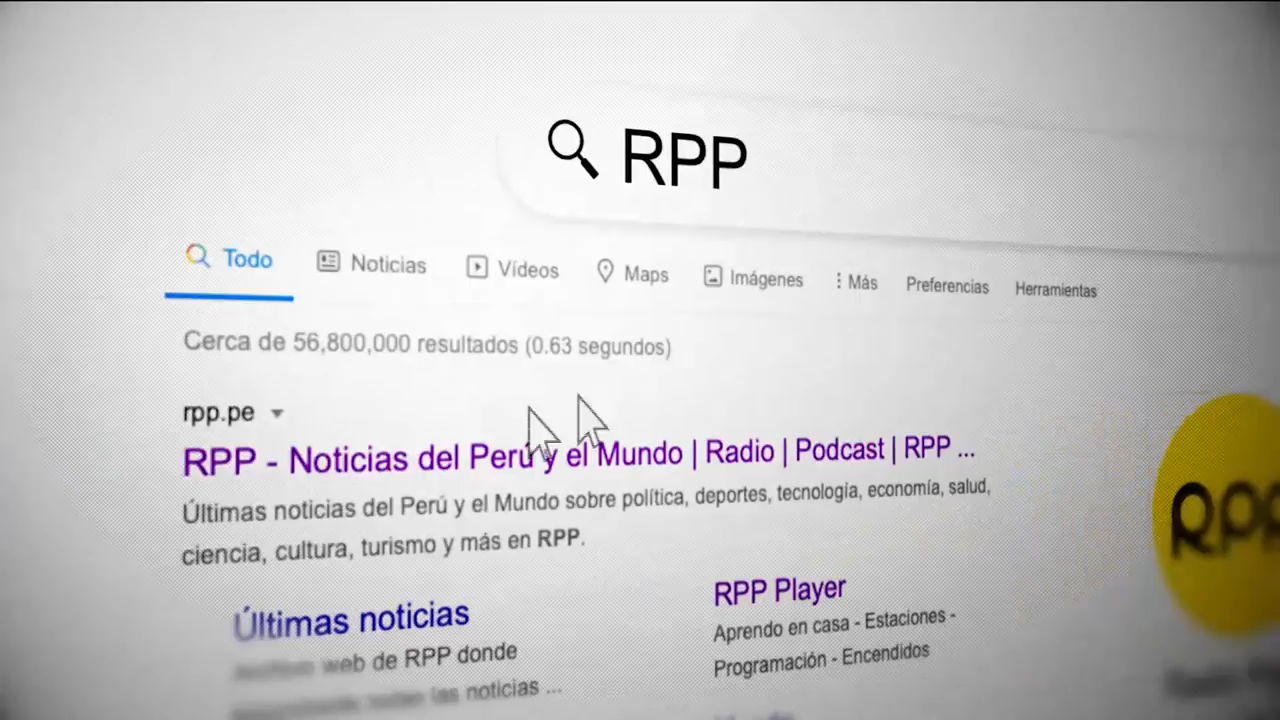 RPP
Todo Noticias Vídeos Maps Imágenes Más Preferencias Herramientas
Cerca de 56,800,000 resultados (0.63 segundos)
rpp.pe
RPP - Noticias del Perú y el Mundo | Radio | Podcast | RPP ...
Últimas noticias del Perú y el Mundo sobre política, deportes, tecnología, economía, salud,
ciencia, cultura, turismo y más en RPP.
RPP
Últimas noticias
web de RPP donde
las noticias ...
RPP Player
Aprendo en casa - Estaciones -
Programación - Encendidos